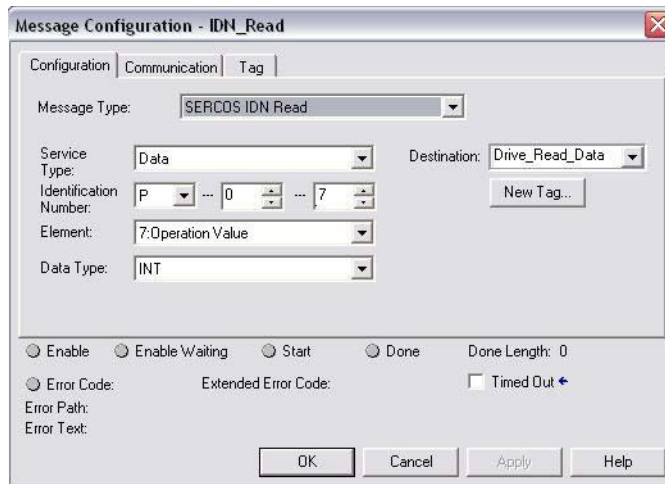 Message Configuration - IDN_Read
Configuration Communication Tag
Message Type: SERCOS IDN Read
Service Type: Data Destination: Drive_Read_Data
Identification Number: P --- 0 --- 7 New Tag...
Element: 7:Operation Value
Data Type: INT
Enable Enable Waiting Start Done Done Length: 0
Error Code: Extended Error Code: Timed Out
Error Path:
Error Text:
OK Cancel Apply Help